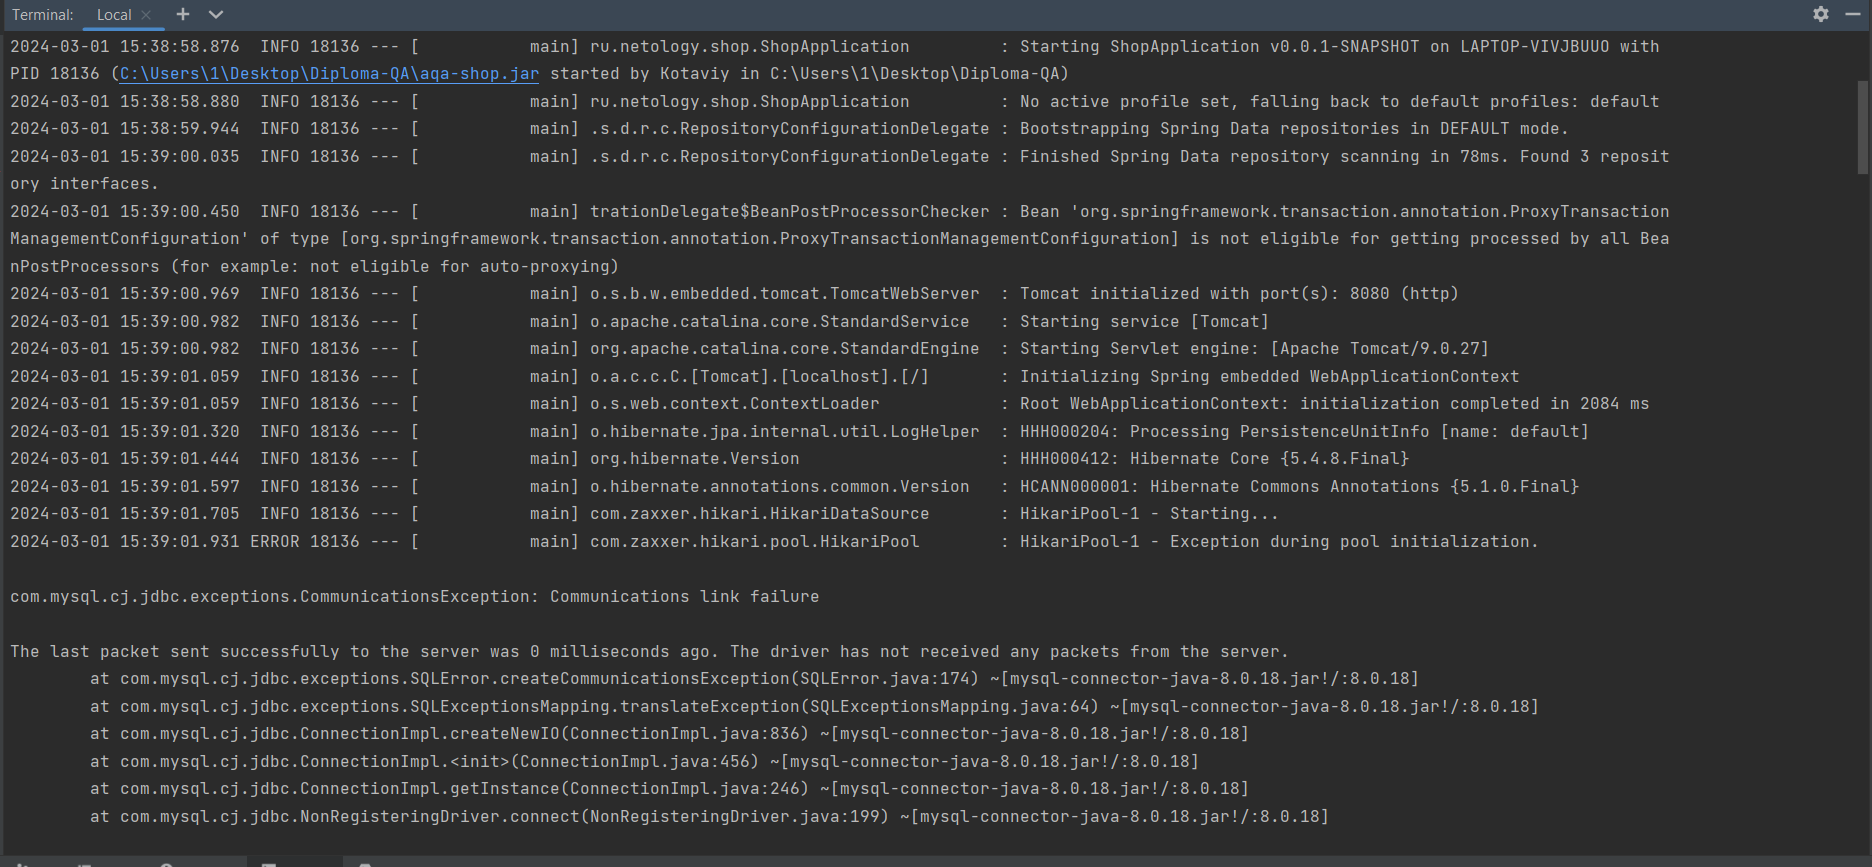 Terminal: Local
2024-03-01 15:38:58.876  INFO 18136 --- [           main] ru.netology.shop.ShopApplication         : Starting ShopApplication v0.0.1-SNAPSHOT on LAPTOP-VIVJBUUO with
PID 18136 (C:\Users\1\Desktop\Diploma-QA\aqa-shop.jar started by Kotaviy in C:\Users\1\Desktop\Diploma-QA)
2024-03-01 15:38:58.880  INFO 18136 --- [           main] ru.netology.shop.ShopApplication         : No active profile set, falling back to default profiles: default
2024-03-01 15:38:59.944  INFO 18136 --- [           main] .s.d.r.c.RepositoryConfigurationDelegate : Bootstrapping Spring Data repositories in DEFAULT mode.
2024-03-01 15:39:00.035  INFO 18136 --- [           main] .s.d.r.c.RepositoryConfigurationDelegate : Finished Spring Data repository scanning in 78ms. Found 3 reposit
ory interfaces.
2024-03-01 15:39:00.450  INFO 18136 --- [           main] trationDelegate$BeanPostProcessorChecker : Bean 'org.springframework.transaction.annotation.ProxyTransaction
ManagementConfiguration' of type [org.springframework.transaction.annotation.ProxyTransactionManagementConfiguration] is not eligible for getting processed by all Bea
nPostProcessors (for example: not eligible for auto-proxying)
2024-03-01 15:39:00.969  INFO 18136 --- [           main] o.s.b.w.embedded.tomcat.TomcatWebServer  : Tomcat initialized with port(s): 8080 (http)
2024-03-01 15:39:00.982  INFO 18136 --- [           main] o.apache.catalina.core.StandardService   : Starting service [Tomcat]
2024-03-01 15:39:00.982  INFO 18136 --- [           main] org.apache.catalina.core.StandardEngine  : Starting Servlet engine: [Apache Tomcat/9.0.27]
2024-03-01 15:39:01.059  INFO 18136 --- [           main] o.a.c.c.C.[Tomcat].[localhost].[/]       : Initializing Spring embedded WebApplicationContext
2024-03-01 15:39:01.059  INFO 18136 --- [           main] o.s.web.context.ContextLoader            : Root WebApplicationContext: initialization completed in 2084 ms
2024-03-01 15:39:01.320  INFO 18136 --- [           main] o.hibernate.jpa.internal.util.LogHelper  : HHH000204: Processing PersistenceUnitInfo [name: default]
2024-03-01 15:39:01.444  INFO 18136 --- [           main] org.hibernate.Version                    : HHH000412: Hibernate Core {5.4.8.Final}
2024-03-01 15:39:01.597  INFO 18136 --- [           main] o.hibernate.annotations.common.Version   : HCANN000001: Hibernate Commons Annotations {5.1.0.Final}
2024-03-01 15:39:01.705  INFO 18136 --- [           main] com.zaxxer.hikari.HikariDataSource       : HikariPool-1 - Starting...
2024-03-01 15:39:01.931 ERROR 18136 --- [           main] com.zaxxer.hikari.pool.HikariPool        : HikariPool-1 - Exception during pool initialization.
com.mysql.cj.jdbc.exceptions.CommunicationsException: Communications link failure
The last packet sent successfully to the server was 0 milliseconds ago. The driver has not received any packets from the server.
at com.mysql.cj.jdbc.exceptions.SQLError.createCommunicationsException(SQLError.java:174) ~[mysql-connector-java-8.0.18.jar!/:8.0.18]
at com.mysql.cj.jdbc.exceptions.SQLExceptionsMapping.translateException(SQLExceptionsMapping.java:64) ~[mysql-connector-java-8.0.18.jar!/:8.0.18]
at com.mysql.cj.jdbc.ConnectionImpl.createNewIO(ConnectionImpl.java:836) ~[mysql-connector-java-8.0.18.jar!/:8.0.18]
at com.mysql.cj.jdbc.ConnectionImpl.<init>(ConnectionImpl.java:456) ~[mysql-connector-java-8.0.18.jar!/:8.0.18]
at com.mysql.cj.jdbc.ConnectionImpl.getInstance(ConnectionImpl.java:246) ~[mysql-connector-java-8.0.18.jar!/:8.0.18]
at com.mysql.cj.jdbc.NonRegisteringDriver.connect(NonRegisteringDriver.java:199) ~[mysql-connector-java-8.0.18.jar!/:8.0.18]